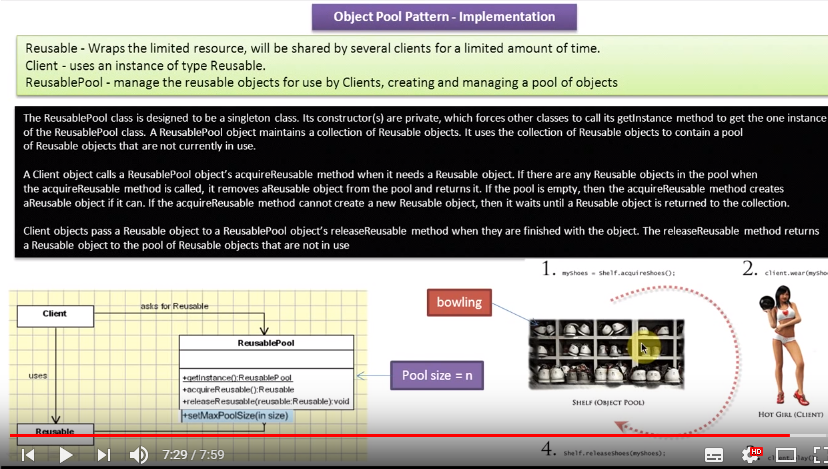 Object Pool Pattern - Implementation
Reusable - Wraps the limited resource, will be shared by several clients for a limited amount of time.
Client - uses an instance of type Reusable.
ReusablePool - manage the reusable objects for use by Clients, creating and managing a pool of objects
The ReusablePool class is designed to be a singleton class. Its constructor(s) are private, which forces other classes to call its getInstance method to get the one instance
of the ReusablePool class. A ReusablePool object maintains a collection of Reusable objects. It uses the collection of Reusable objects to contain a pool
of Reusable objects that are not currently in use.
A Client object calls a ReusablePool object's acquireReusable method when it needs a Reusable object. If there are any Reusable objects in the pool when
the acquireReusable method is called, it removes aReusable object from the pool and returns it. If the pool is empty, then the acquireReusable method creates
aReusable object if it can. If the acquireReusable method cannot create a new Reusable object, then it waits until a Reusable object is returned to the collection.
Client objects pass a Reusable object to a ReusablePool object's releaseReusable method when they are finished with the object. The releaseReusable method returns
a Reusable object to the pool of Reusable objects that are not in use
1. myShoes = Shelf.acquireShoes();
2. client.wear(mySho
asks for Reusable
Client
bowling
ReusablePool
uses
+getInstance():ReusablePool
+acquireReusable():Reusable
+releaseResusable(reusable:Reusable):void
+setMaxPoolSize(in size)
Pool size = n
Shelf (Object Pool)
Hot Girl (Client)
Reusable
4. Shelf.releaseShoes(myShoes);
7:29 / 7:59
HD